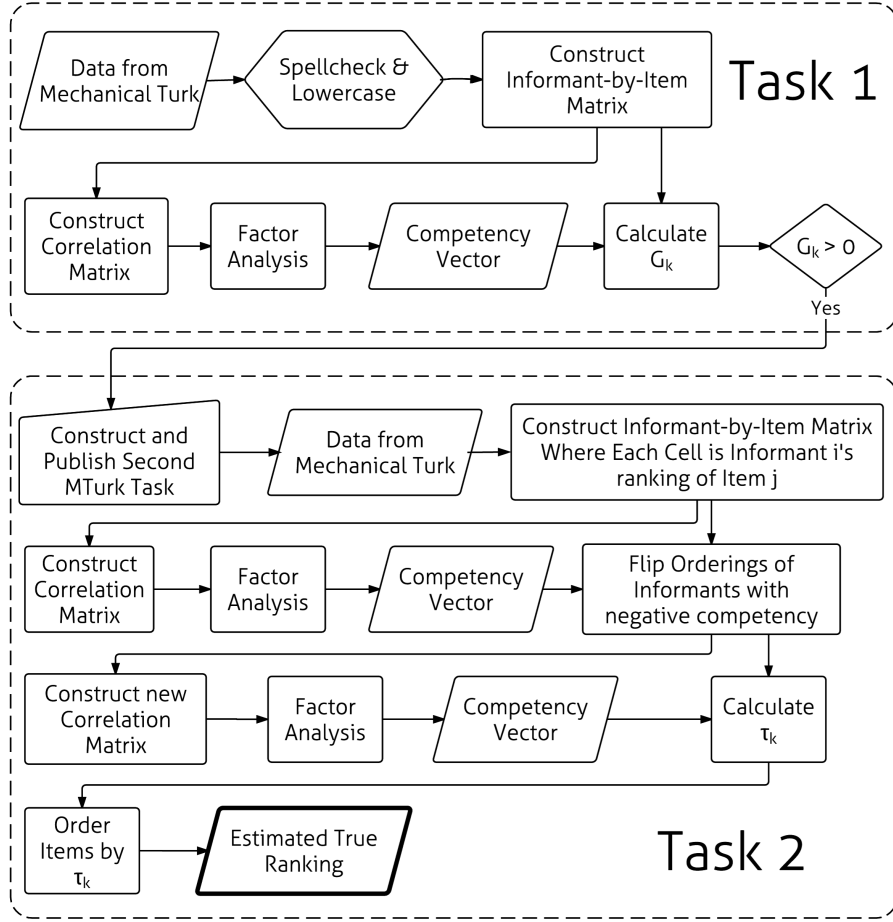 Data from
Mechanical Turk
Spellcheck &
Lowercase
Construct
Informant-by-Item
Matrix
Task 1
Construct
Correlation
Matrix
Factor
Analysis
Competency
Vector
Calculate
Gₖ
Gₖ > 0
Yes
Construct and
Publish Second
MTurk Task
Data from
Mechanical Turk
Construct Informant-by-Item Matrix
Where Each Cell is Informant i's
ranking of Item j
Construct
Correlation
Matrix
Factor
Analysis
Competency
Vector
Flip Orderings of
Informants with
negative competency
Construct new
Correlation
Matrix
Factor
Analysis
Competency
Vector
Calculate
τₖ
Order
Items by
τₖ
Estimated True
Ranking
Task 2